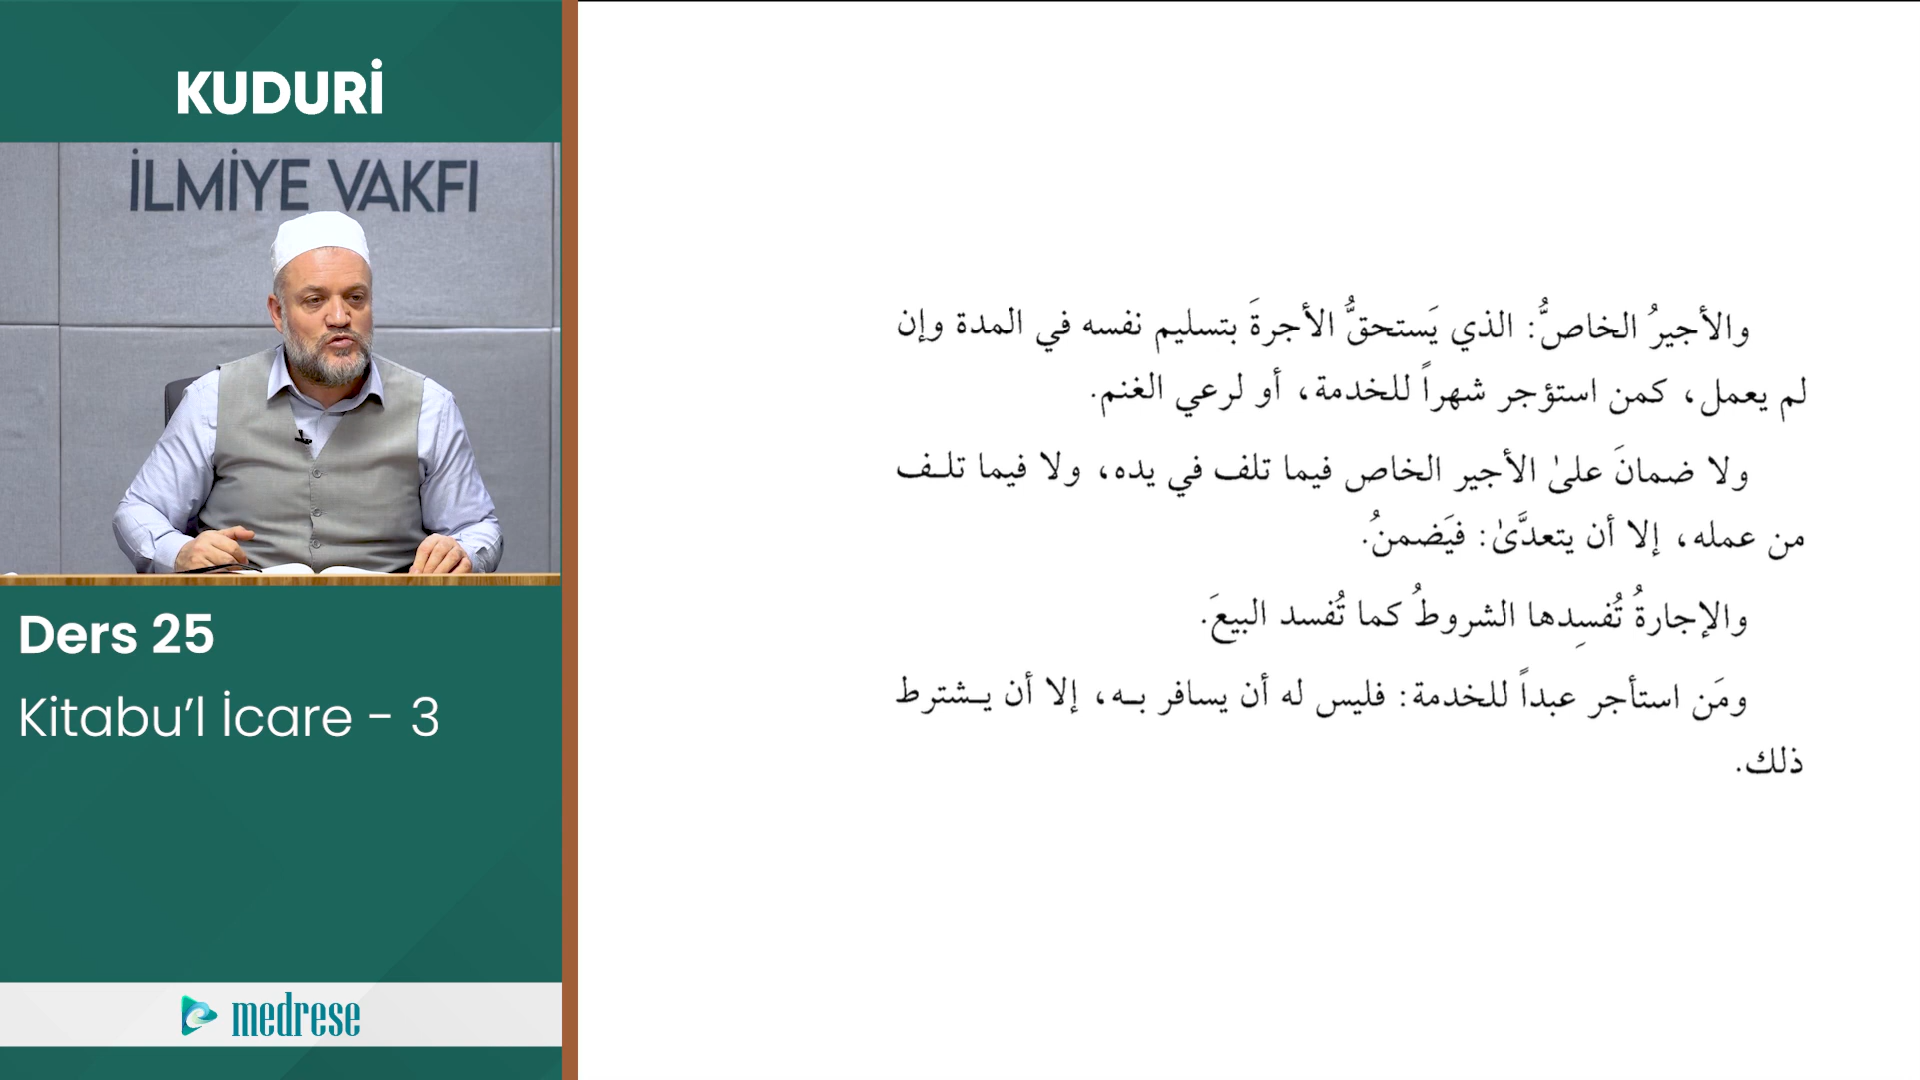 KUDURİ
İLMİYE VAKFI
Ders 25
Kitabu’l İcare - 3
medrese
والأجيرُ الخاصُّ: الذي يَستحقُّ الأجرةَ بتسليم نفسه في المدة وإن
لم يعمل، كمن استؤجر شهراً للخدمة، أو لرعي الغنم.
ولا ضمانَ علىٰ الأجير الخاص فيما تلف في يده، ولا فيما تلـف
من عمله، إلا أن يتعدَّىٰ: فيَضمنُ.
والإجارةُ تُفسِدها الشروطُ كما تُفسد البيعَ.
ومَن استأجر عبداً للخدمة: فليس له أن يسافر بـه، إلا أن يـشترط
ذلك.